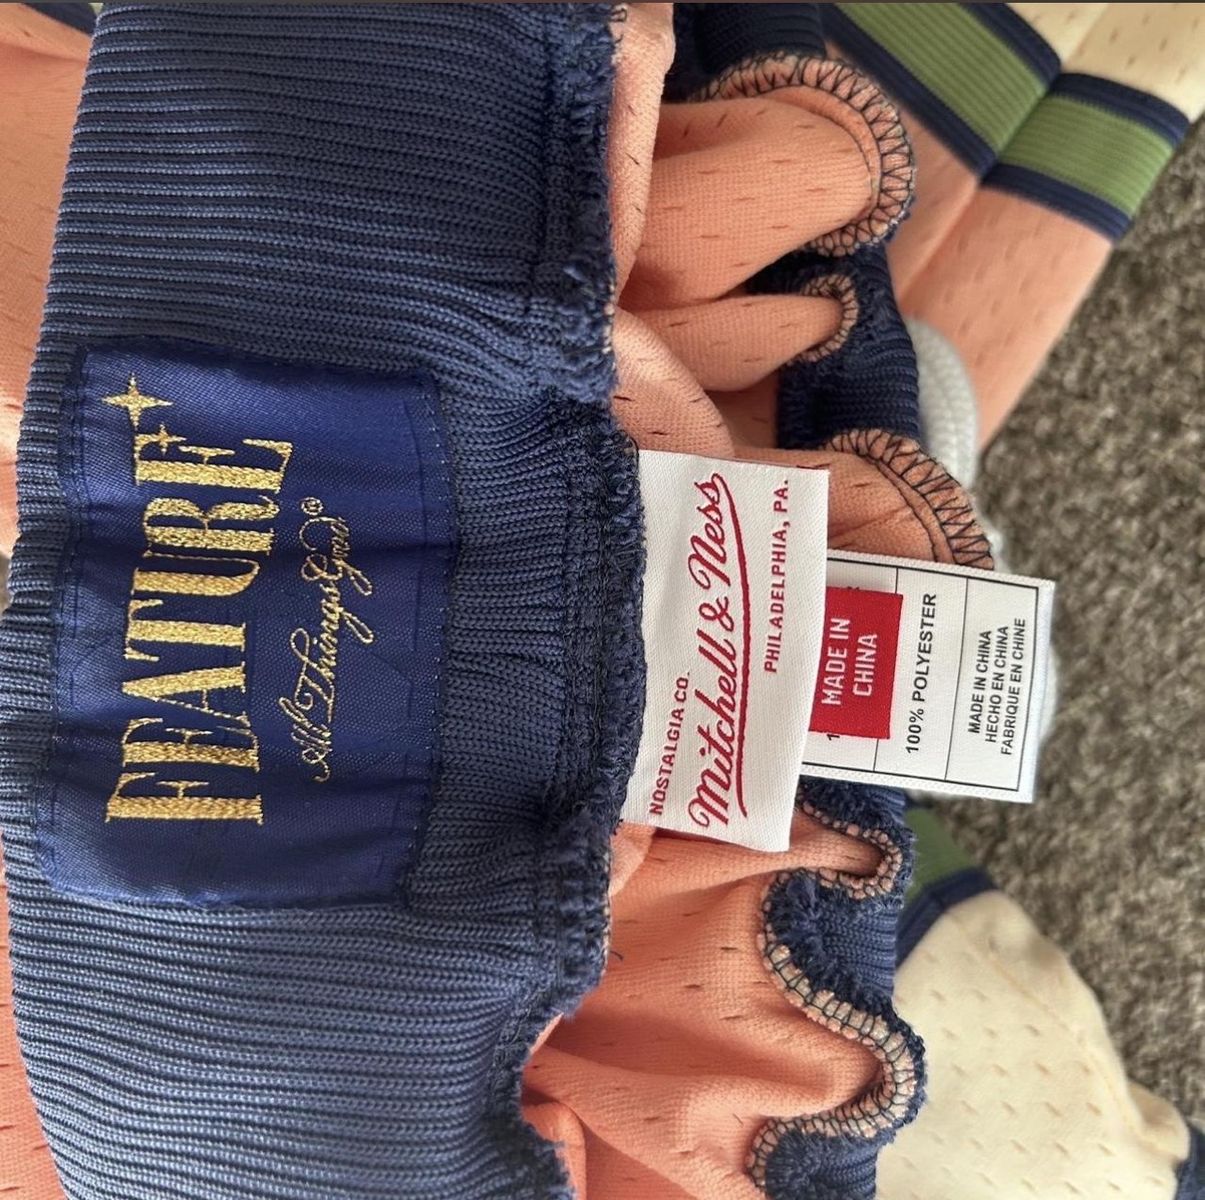 FEATURE
All Things Good®
NOSTALGIA CO.
Mitchell & Ness
PHILADELPHIA, PA.
MADE IN
CHINA
100% POLYESTER
MADE IN CHINA
HECHO EN CHINA
FABRIQUE EN CHINE